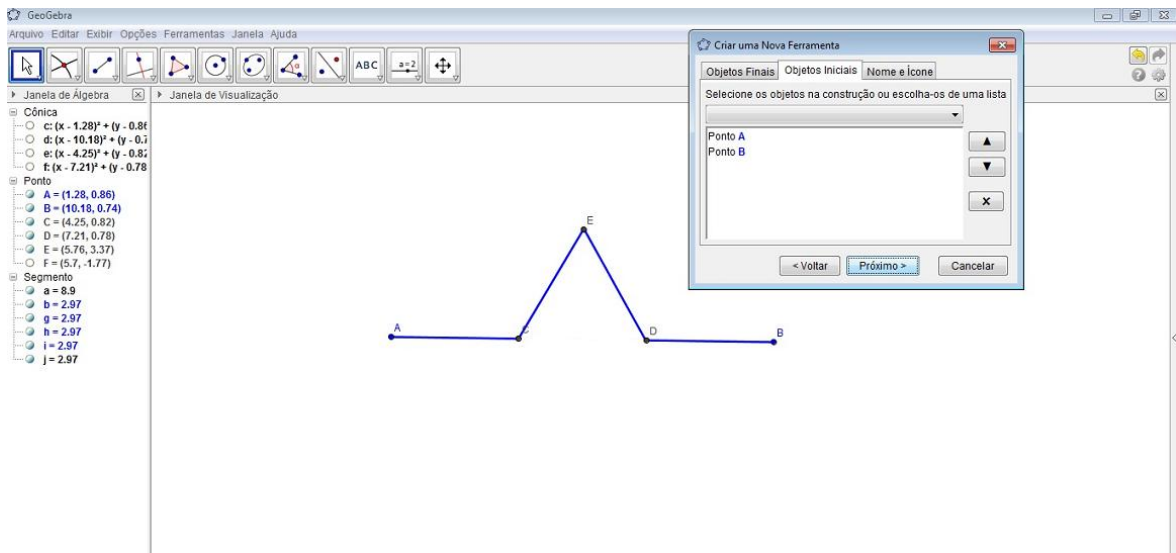 GeoGebra
Arquivo Editar Exibir Opções Ferramentas Janela Ajuda
ABC
a=2
Janela de Álgebra
Janela de Visualização
Cônica
c: (x - 1.28)² + (y - 0.86
d: (x - 10.18)² + (y - 0.7
e: (x - 4.25)² + (y - 0.82
f: (x - 7.21)² + (y - 0.78
Ponto
A = (1.28, 0.86)
B = (10.18, 0.74)
C = (4.25, 0.82)
D = (7.21, 0.78)
E = (5.76, 3.37)
F = (5.7, -1.77)
Segmento
a = 8.9
b = 2.97
g = 2.97
h = 2.97
i = 2.97
j = 2.97
A
C
E
D
B
Criar uma Nova Ferramenta
Objetos Finais Objetos Iniciais Nome e Ícone
Selecione os objetos na construção ou escolha-os de uma lista
Ponto A
Ponto B
< Voltar Próximo > Cancelar